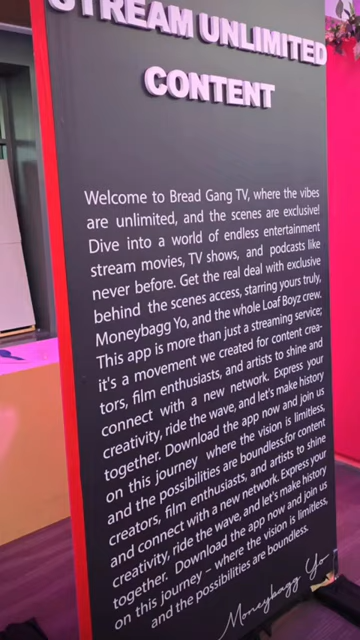 STREAM UNLIMITED
CONTENT
Welcome to Bread Gang TV, where the vibes
are unlimited, and the scenes are exclusive!
Dive into a world of endless entertainment
stream movies, TV shows, and podcasts like
never before. Get the real deal with exclusive
behind the scenes access, starring yours truly,
Moneybagg Yo, and the whole Loaf Boyz crew.
This app is more than just a streaming service;
it's a movement we created for content crea-
tors, film enthusiasts, and artists to shine and
connect with a new network. Express your
creativity, ride the wave, and let's make history
together. Download the app now and join us
on this journey where the vision is limitless,
and the possibilities are boundless.for content
creators, film enthusiasts, and artists to shine
and connect with a new network. Express your
creativity, ride the wave, and let's make history
together. Download the app now and join us
on this journey – where the vision is limitless,
and the possibilities are boundless.
Moneybagg Yo